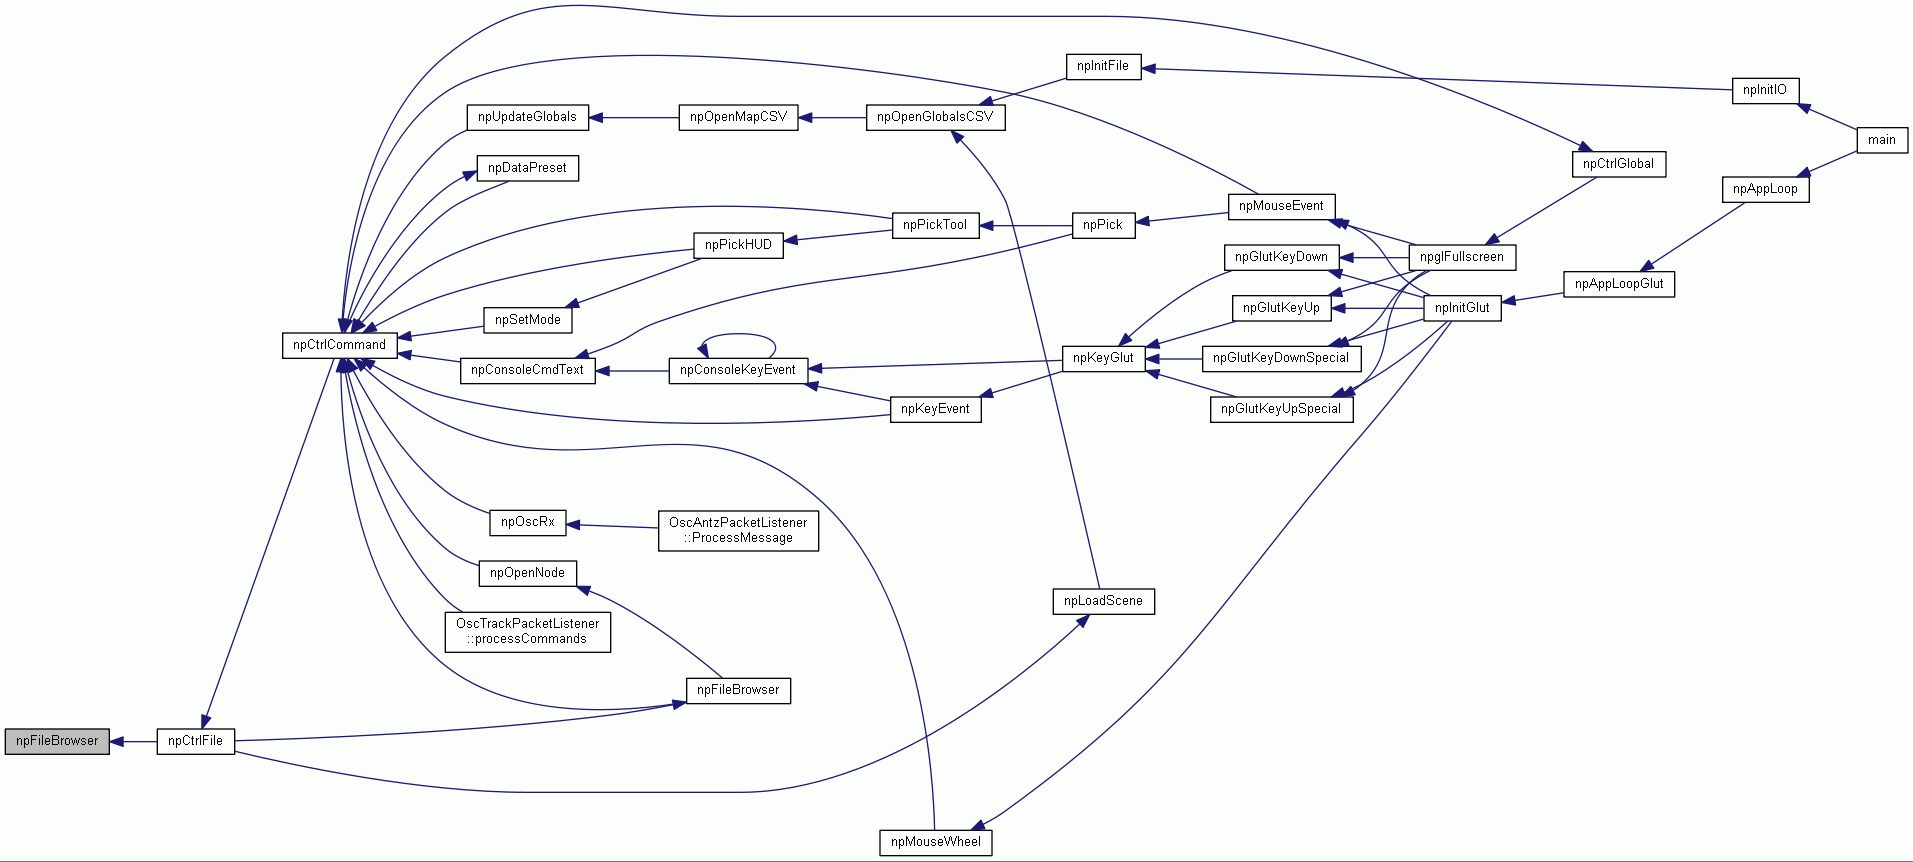 npInitFile
npInitIO
npUpdateGlobals
npOpenMapCSV
npOpenGlobalsCSV
main
npDataPreset
npCtrlGlobal
npAppLoop
npMouseEvent
npPickTool
npPick
npPickHUD
npGlutKeyDown
npglFullscreen
npAppLoopGlut
npSetMode
npGlutKeyUp
npInitGlut
npCtrlCommand
npKeyGlut
npGlutKeyDownSpecial
npConsoleCmdText
npConsoleKeyEvent
npKeyEvent
npGlutKeyUpSpecial
npOscRx
OscAntzPacketListener
::ProcessMessage
npOpenNode
npLoadScene
OscTrackPacketListener
::processCommands
npFileBrowser
npFileBrowser
npCtrlFile
npMouseWheel